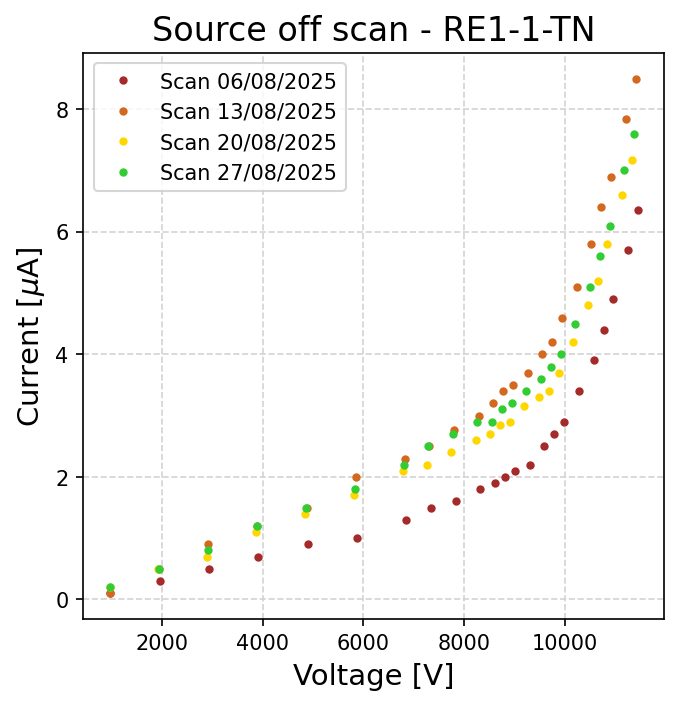 Source off scan - RE1-1-TN
Scan 06/08/2025
Scan 13/08/2025
Scan 20/08/2025
Scan 27/08/2025
8
6
4
2
0
Current [μA]
2000 4000 6000 8000 10000
Voltage [V]